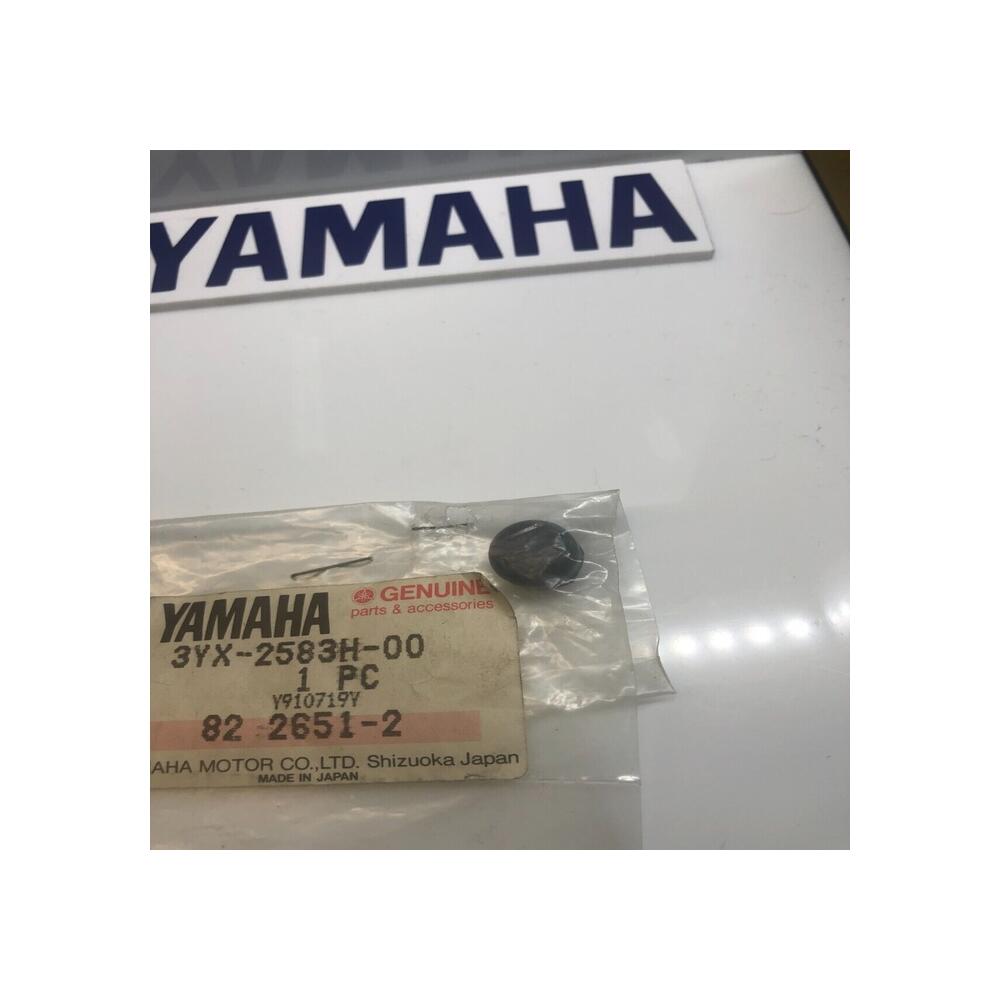 YAMAHA
YAMAHA
GENUINE
parts & accessories
3YX-2583H-00
1 PC
Y910719Y
82 2651-2
AHA MOTOR CO.,LTD. Shizuoka Japan
MADE IN JAPAN